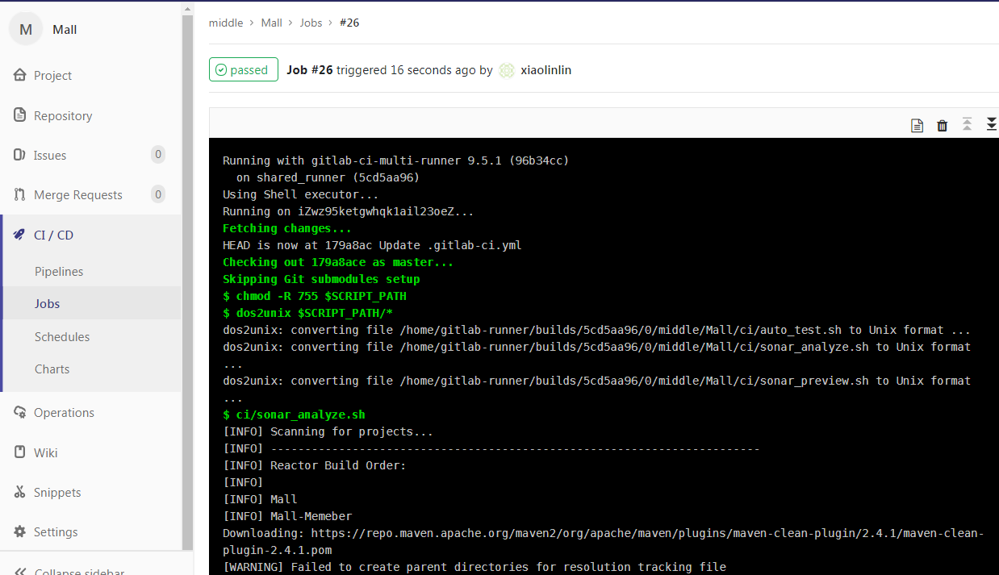 M Mall
Project
Repository
Issues 0
Merge Requests 0
CI / CD
Pipelines
Jobs
Schedules
Charts
Operations
Wiki
Snippets
Settings
Collapse sidebar
middle › Mall › Jobs › #26
passed Job #26 triggered 16 seconds ago by xiaolinlin
Running with gitlab-ci-multi-runner 9.5.1 (96b34cc)
on shared_runner (5cd5aa96)
Using Shell executor...
Running on iZwz95ketgwhqk1ail23oeZ...
Fetching changes...
HEAD is now at 179a8ac Update .gitlab-ci.yml
Checking out 179a8ace as master...
Skipping Git submodules setup
$ chmod -R 755 $SCRIPT_PATH
$ dos2unix $SCRIPT_PATH/*
dos2unix: converting file /home/gitlab-runner/builds/5cd5aa96/0/middle/Mall/ci/auto_test.sh to Unix format ...
dos2unix: converting file /home/gitlab-runner/builds/5cd5aa96/0/middle/Mall/ci/sonar_analyze.sh to Unix format
...
dos2unix: converting file /home/gitlab-runner/builds/5cd5aa96/0/middle/Mall/ci/sonar_preview.sh to Unix format
...
$ ci/sonar_analyze.sh
[INFO] Scanning for projects...
[INFO] ------------------------------------------------------------------------
[INFO] Reactor Build Order:
[INFO]
[INFO] Mall
[INFO] Mall-Memeber
Downloading: https://repo.maven.apache.org/maven2/org/apache/maven/plugins/maven-clean-plugin/2.4.1/maven-clean-
plugin-2.4.1.pom
[WARNING] Failed to create parent directories for resolution tracking file